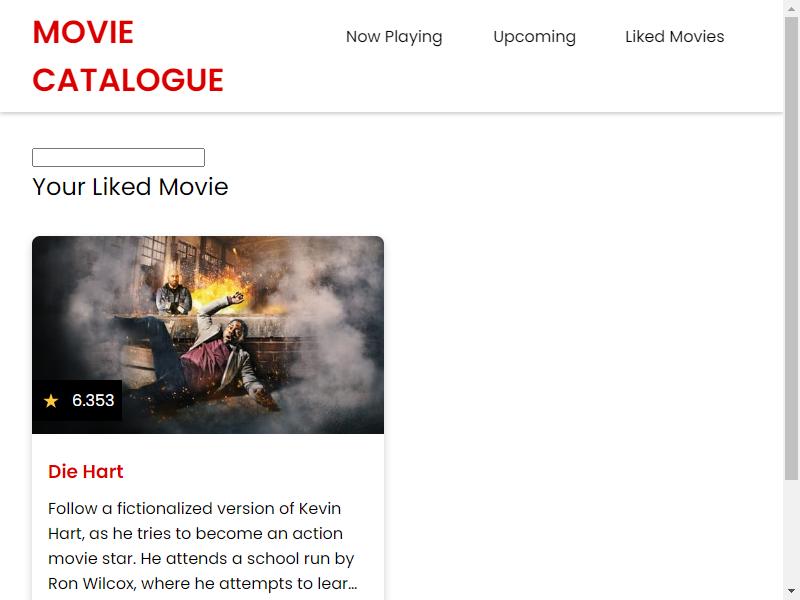 MOVIE
CATALOGUE
Now Playing
Upcoming
Liked Movies
Your Liked Movie
★ 6.353
Die Hart
Follow a fictionalized version of Kevin
Hart, as he tries to become an action
movie star. He attends a school run by
Ron Wilcox, where he attempts to lear...